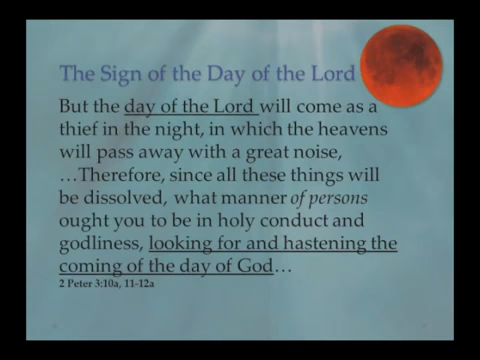 The Sign of the Day of the Lord
But the day of the Lord will come as a
thief in the night, in which the heavens
will pass away with a great noise,
…Therefore, since all these things will
be dissolved, what manner of persons
ought you to be in holy conduct and
godliness, looking for and hastening the
coming of the day of God…
2 Peter 3:10a, 11-12a